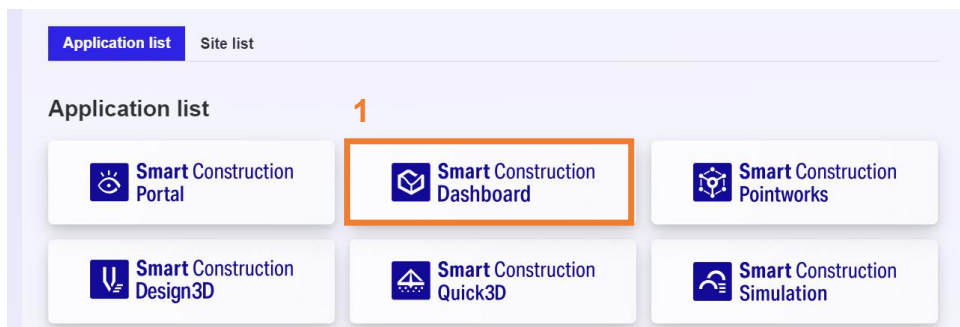 Application list Site list
Application list
1
Smart Construction
Portal
Smart Construction
Dashboard
Smart Construction
Pointworks
Smart Construction
Design3D
Smart Construction
Quick3D
Smart Construction
Simulation